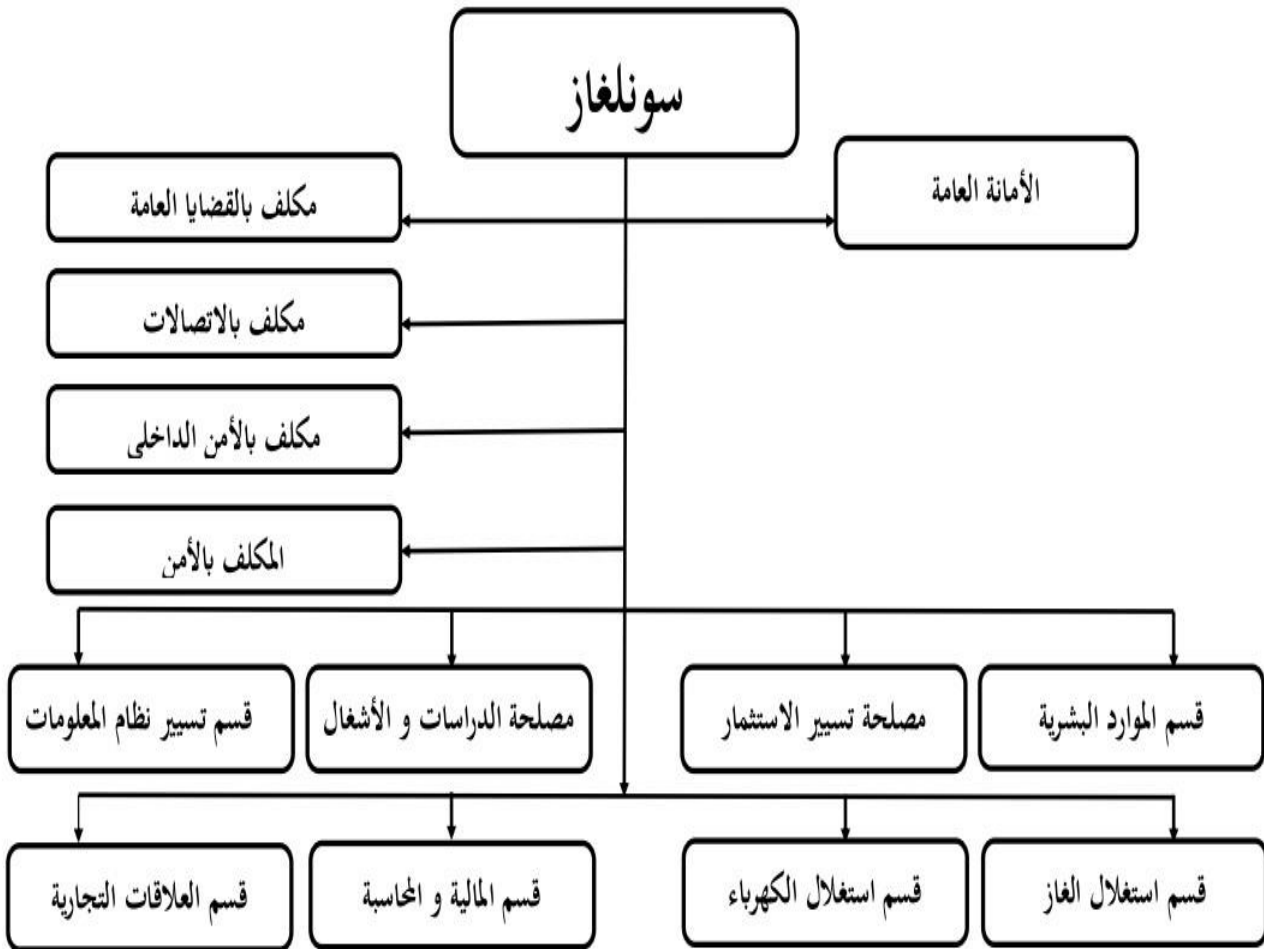 سونلغاز
الأمانة العامة
مكلف بالقضايا العامة
مكلف بالاتصالات
مكلف بالأمن الداخلي
المكلف بالأمن
قسم الموارد البشرية
مصلحة تسيير الاستثمار
مصلحة الدراسات و الأشغال
قسم تسيير نظام المعلومات
قسم استغلال الغاز
قسم استغلال الكهرباء
قسم المالية و المحاسبة
قسم العلاقات التجارية